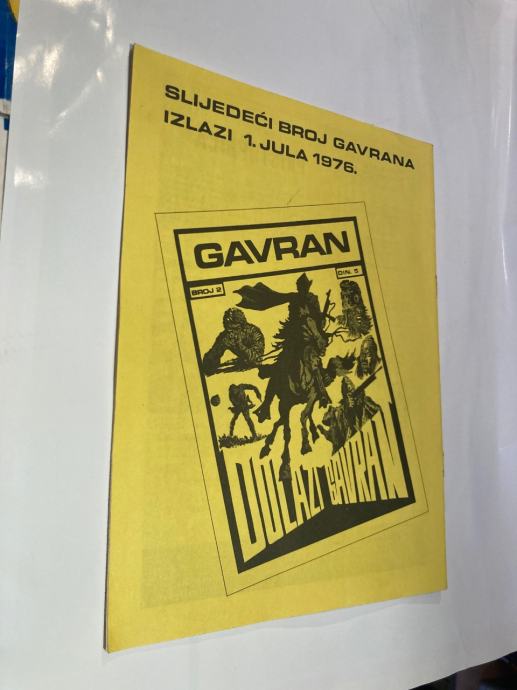 SLIJEDEĆI BROJ GAVRANA
IZLAZI 1. JULA 1976.
GAVRAN
BROJ 2
DIN. 5
DOLAZI GAVRAN